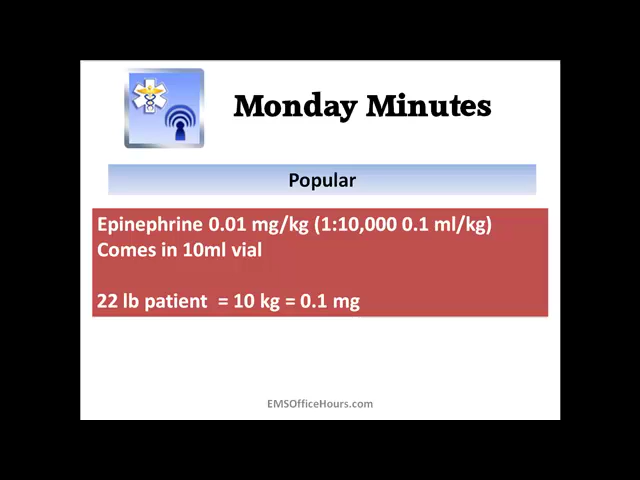 Monday Minutes
Popular
Epinephrine 0.01 mg/kg (1:10,000 0.1 ml/kg)
Comes in 10ml vial
22 lb patient = 10 kg = 0.1 mg
EMSOfficeHours.com